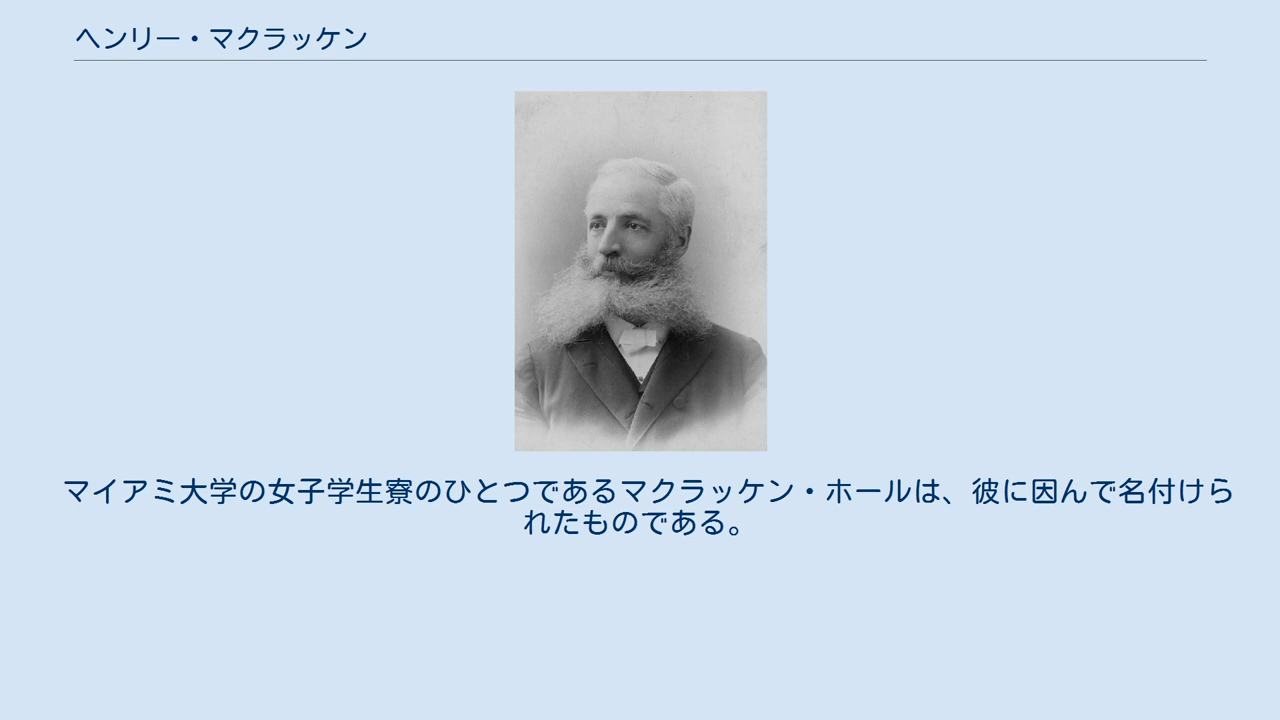 ヘンリー・マクラッケン
マイアミ大学の女子学生寮のひとつであるマクラッケン・ホールは、彼に因んで名付けら
れたものである。